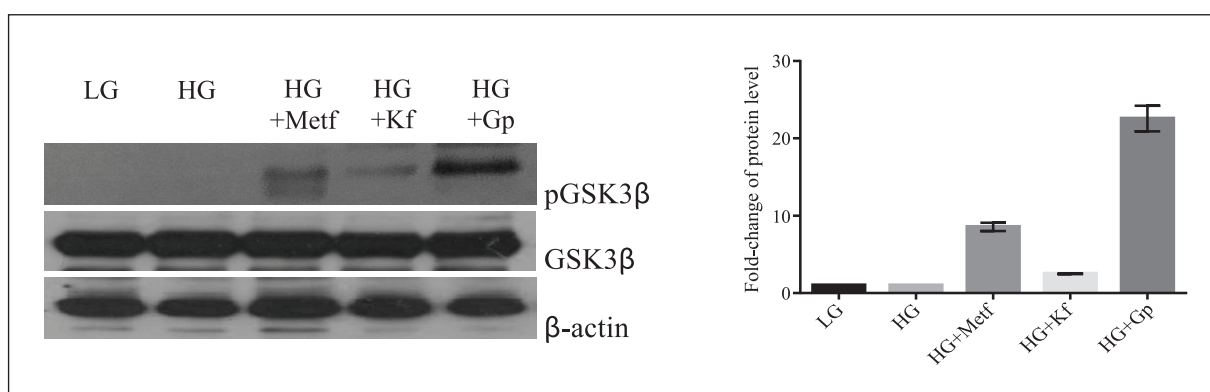 LG HG HG HG HG
+Metf +Kf +Gp
pGSK3β
GSK3β
β-actin
Fold-change of protein level
30
20
10
0
LG HG HG+Metf HG+Kf HG+Gp